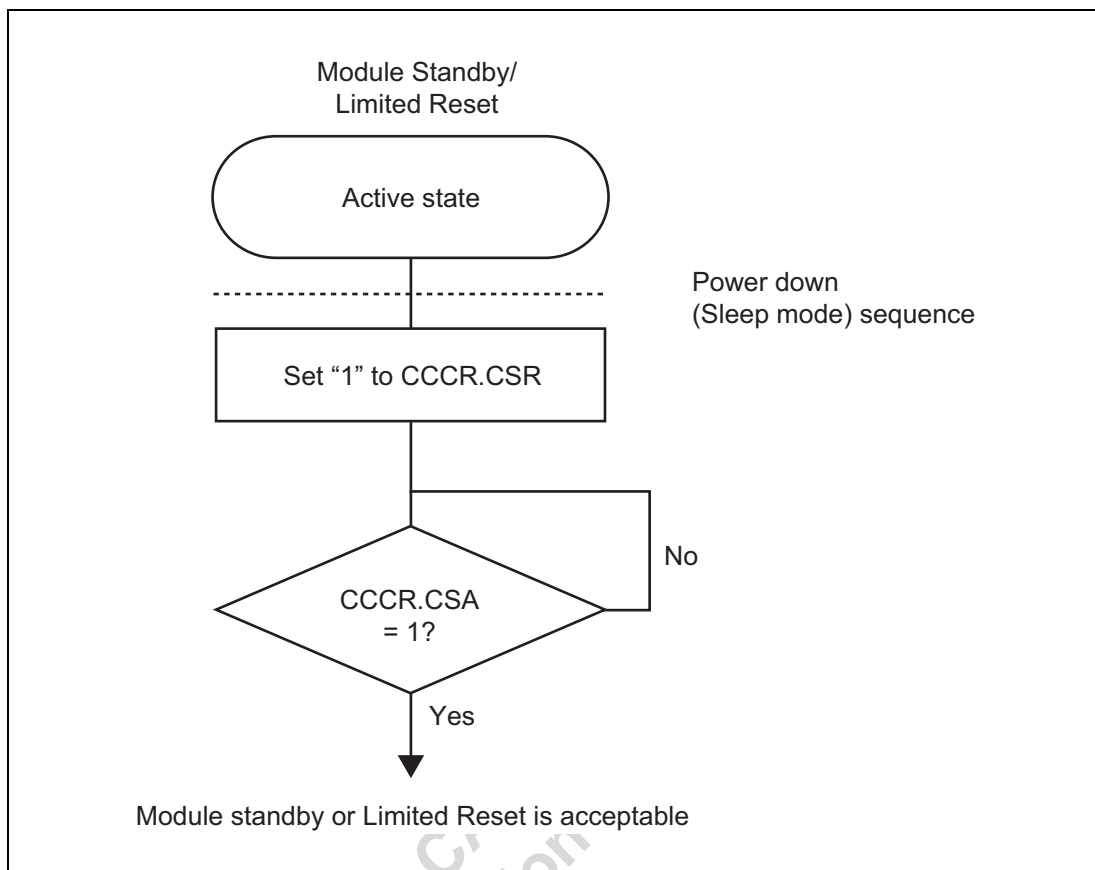 Module Standby/
Limited Reset
Active state
Power down
(Sleep mode) sequence
Set “1” to CCCR.CSR
No
CCCR.CSA
= 1?
Yes
Module standby or Limited Reset is acceptable